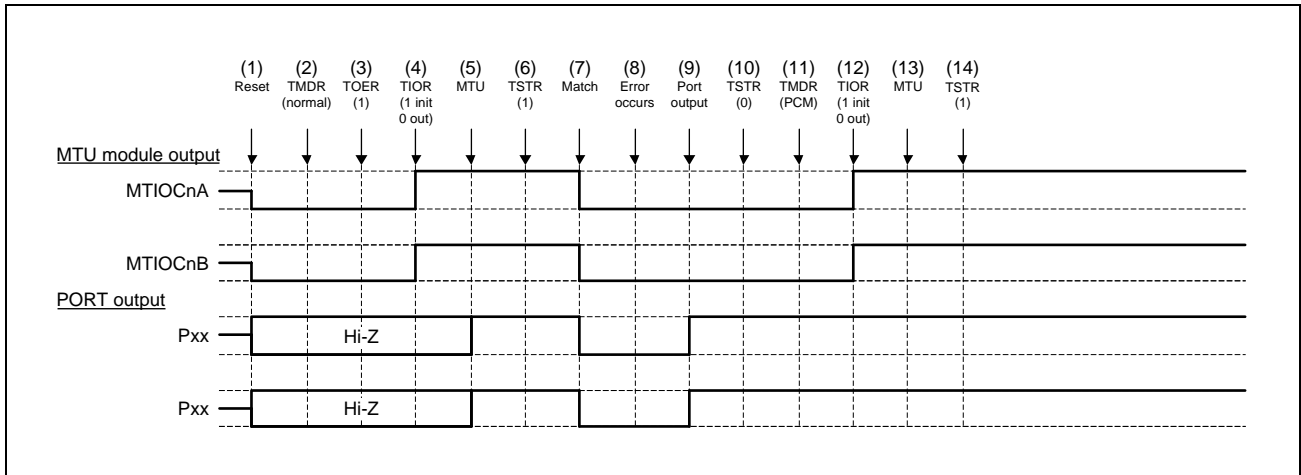 (1) (2) (3) (4) (5) (6) (7) (8) (9) (10) (11) (12) (13) (14)
Reset TMDR TOER TIOR MTU TSTR Match Error Port TSTR TMDR TIOR MTU TSTR
(normal) (1) (1 init (1) occurs output (0) (PCM) (1 init (1)
0 out) 0 out)
MTU module output
MTIOCnA
MTIOCnB
PORT output
Pxx Hi-Z
Pxx Hi-Z